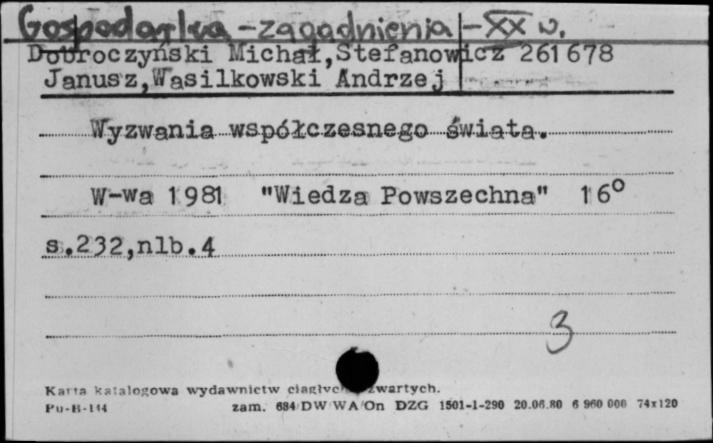 Gospodarka - zagadnienia - XX w.
Dobroczyński Michał,Stefanowicz 261678
Janusz,Wasilkowski Andrzej
Wyzwania współczesnego świata.
W-wa 1981 "Wiedza Powszechna" 16°
s.232,nlb.4
3
Karta katalogowa wydawnictw zwartych.
Pu-B-144 zam. 684/DW/WA/On DZG 1501-1-290 20.06.80 6 960 000 74x120